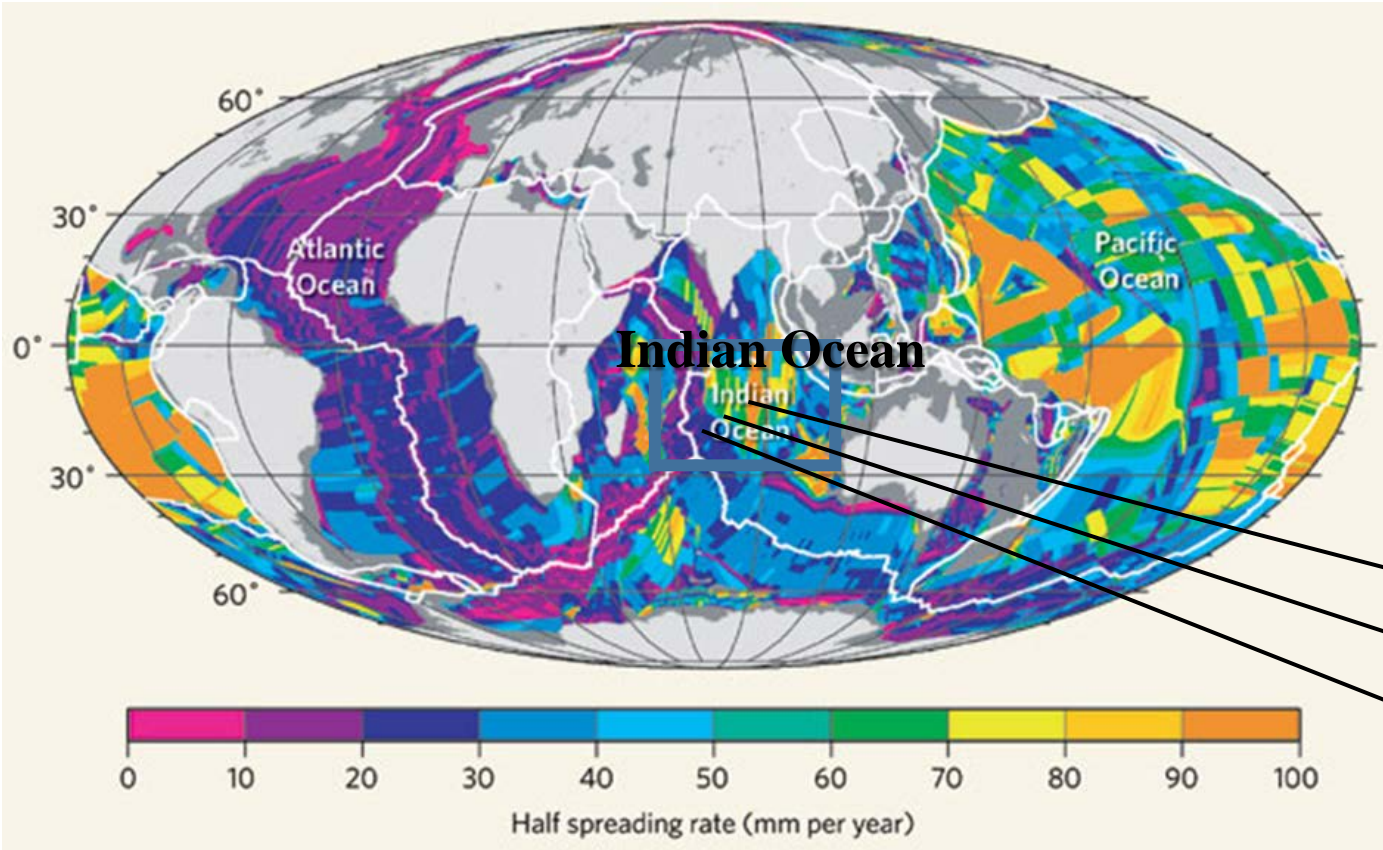 60°
30°
Atlantic
Ocean
Pacific
Ocean
0°
Indian Ocean
Indian
Ocean
30°
60°
0 10 20 30 40 50 60 70 80 90 100
Half spreading rate (mm per year)